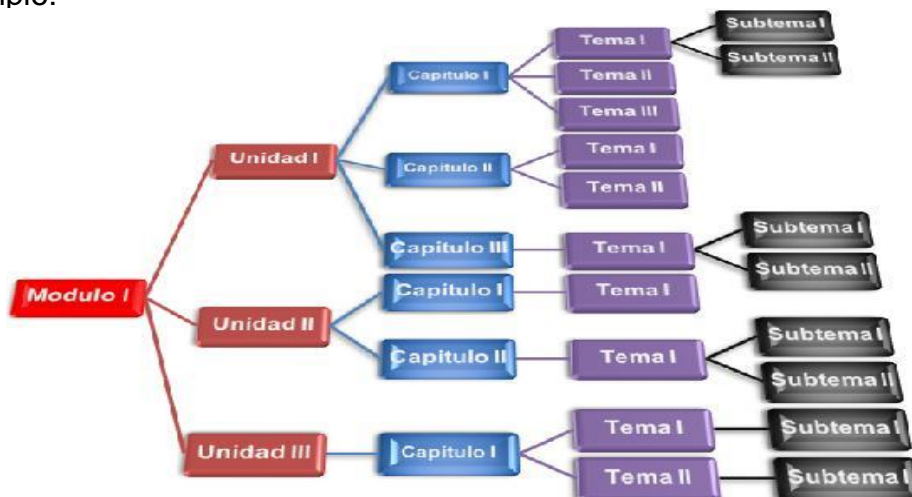 Modulo I
Unidad I
Capitulo I
Tema I
Subtema I
Subtema II
Tema II
Tema III
Capitulo II
Tema I
Tema II
Capitulo III
Tema I
Subtema I
Subtema II
Unidad II
Capitulo I
Tema I
Capitulo II
Tema I
Subtema I
Subtema II
Unidad III
Capitulo I
Tema I
Subtema I
Tema II
Subtema I